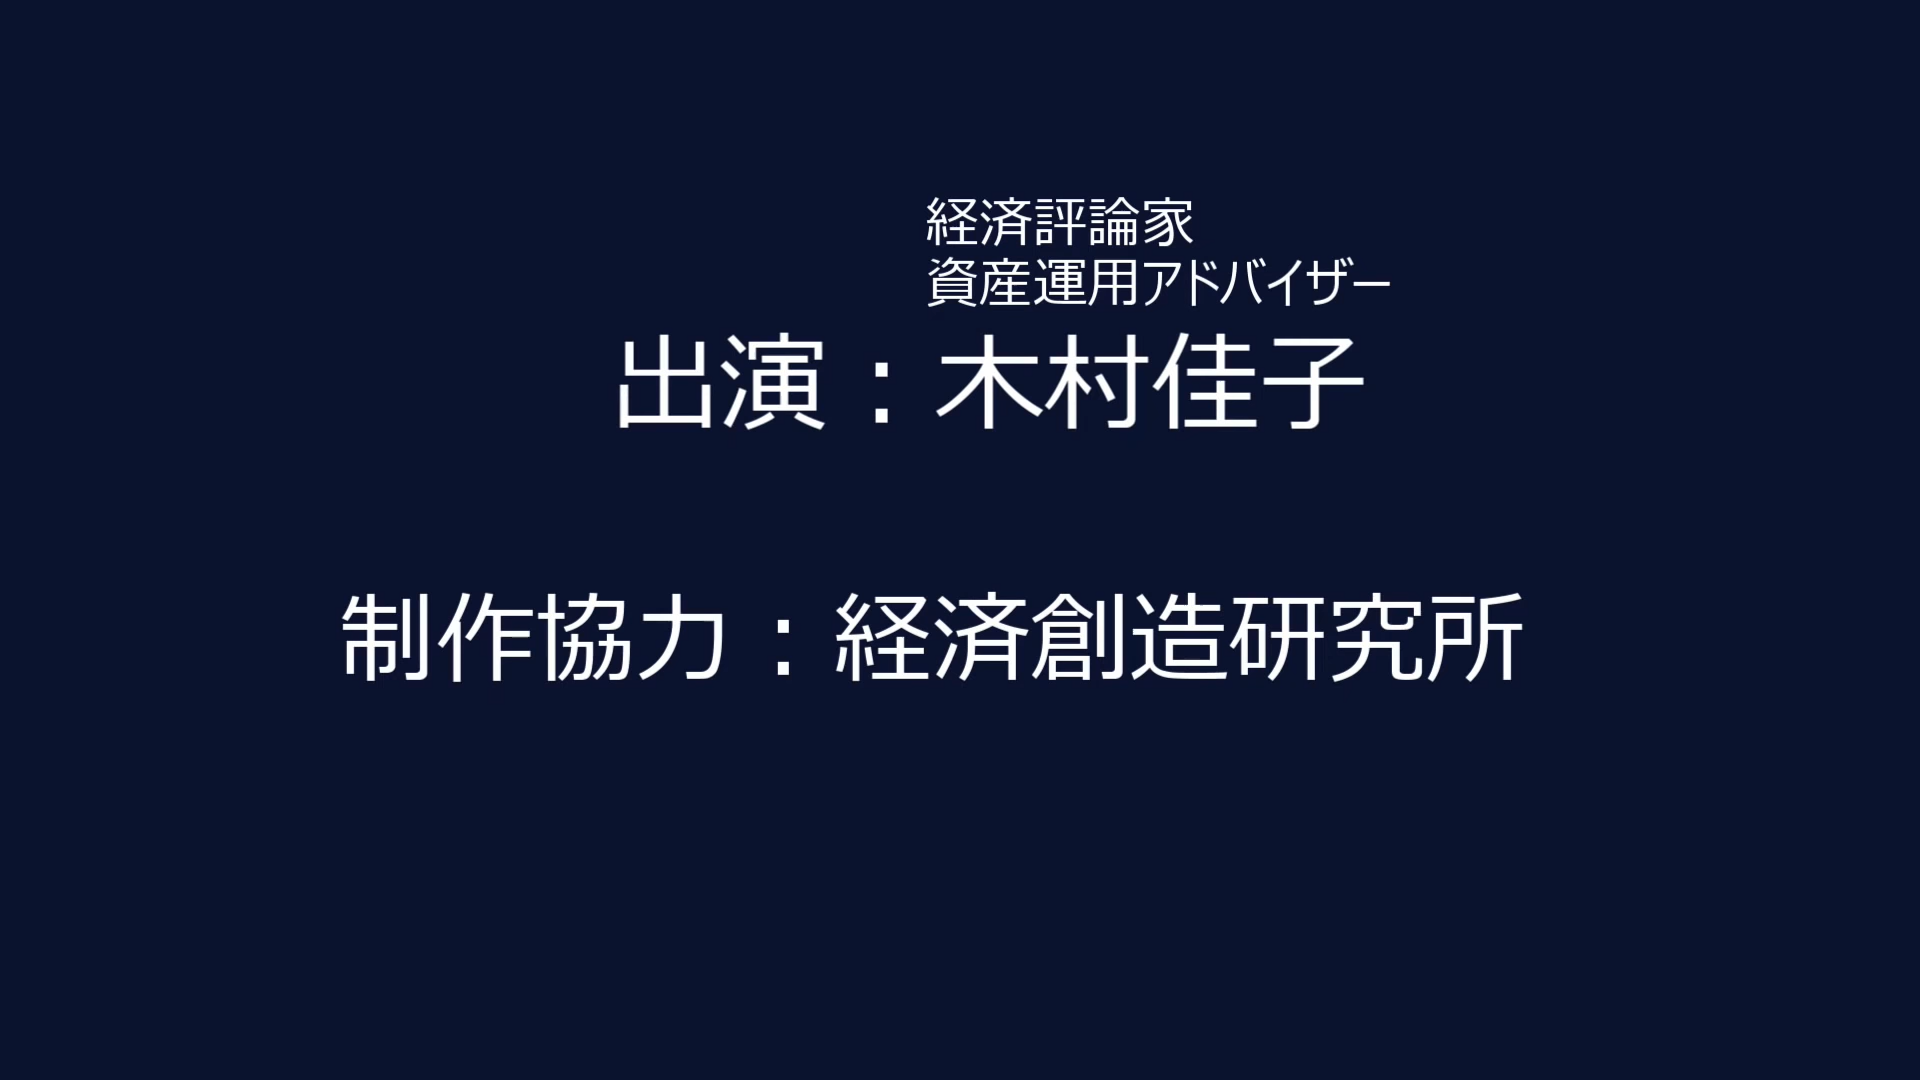 経済評論家
資産運用アドバイザー
出演：木村佳子
制作協力：経済創造研究所